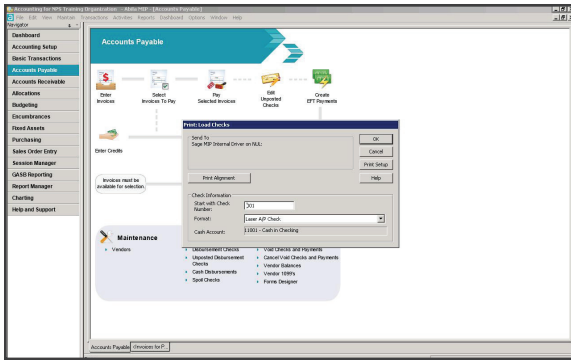 Accounting for MPS Training Organization - Abila MIP - [Accounts Payable]
File Edit View Maintain Transactions Activities Reports Dashboard Options Window Help
Navigator
Dashboard
Accounting Setup
Basic Transactions
Accounts Payable
Accounts Receivable
Allocations
Budgeting
Encumbrances
Fixed Assets
Purchasing
Sales Order Entry
Session Manager
GASB Reporting
Report Manager
Charting
Help and Support
Accounts Payable
Enter Invoices
Select Invoices To Pay
Pay Selected Invoices
Edit Unposted Checks
Create EFT Payments
Enter Credits
Invoices must be available for selection
Print: Load Checks
Send To
Sage MIP Internal Driver on NUL:
OK
Cancel
Print Setup
Help
Print Alignment
Check Information
Start with Check Number:
Format:
Laser A/P Check
Cash Account:
11001 - Cash in Checking
Maintenance
Vendors
Disbursement Checks
Unposted Disbursement Checks
Cash Disbursements
Spoil Checks
Void Checks and Payments
Cancel Void Checks and Payments
Vendor Balances
Vendor 1099's
Forms Designer
Accounts Payable